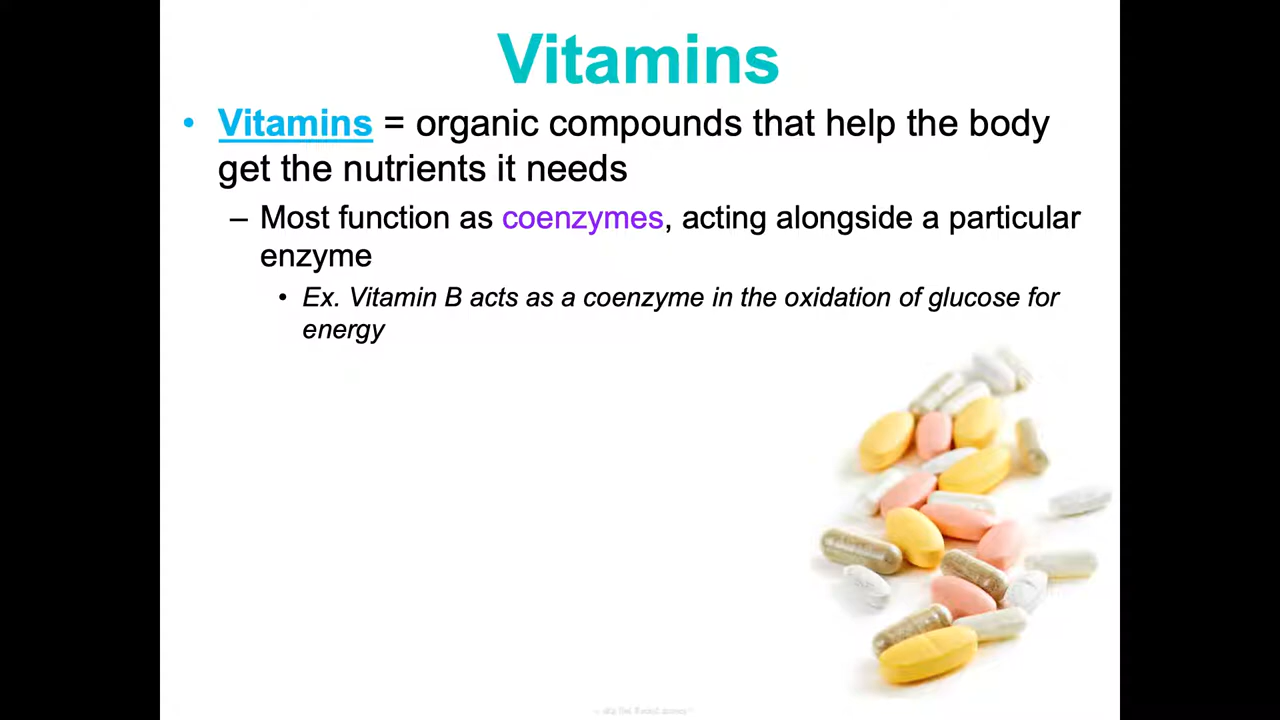 Vitamins
• Vitamins = organic compounds that help the body
get the nutrients it needs
– Most function as coenzymes, acting alongside a particular
enzyme
• Ex. Vitamin B acts as a coenzyme in the oxidation of glucose for
energy